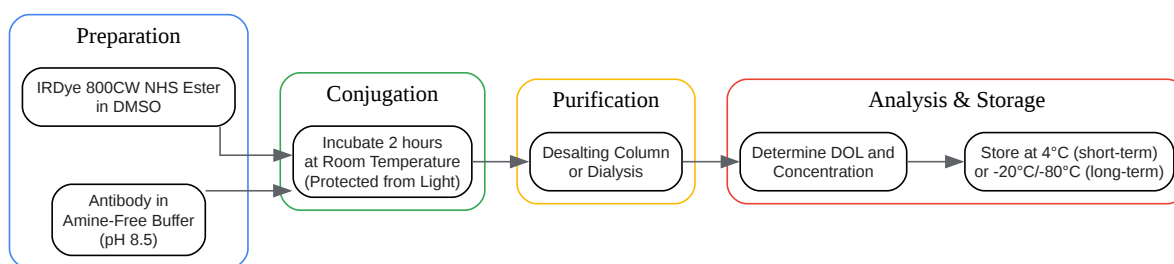 Preparation
IRDye 800CW NHS Ester
in DMSO
Antibody in
Amine-Free Buffer
(pH 8.5)
Conjugation
Incubate 2 hours
at Room Temperature
(Protected from Light)
Purification
Desalting Column
or Dialysis
Analysis & Storage
Determine DOL and
Concentration
Store at 4°C (short-term)
or -20°C/-80°C (long-term)